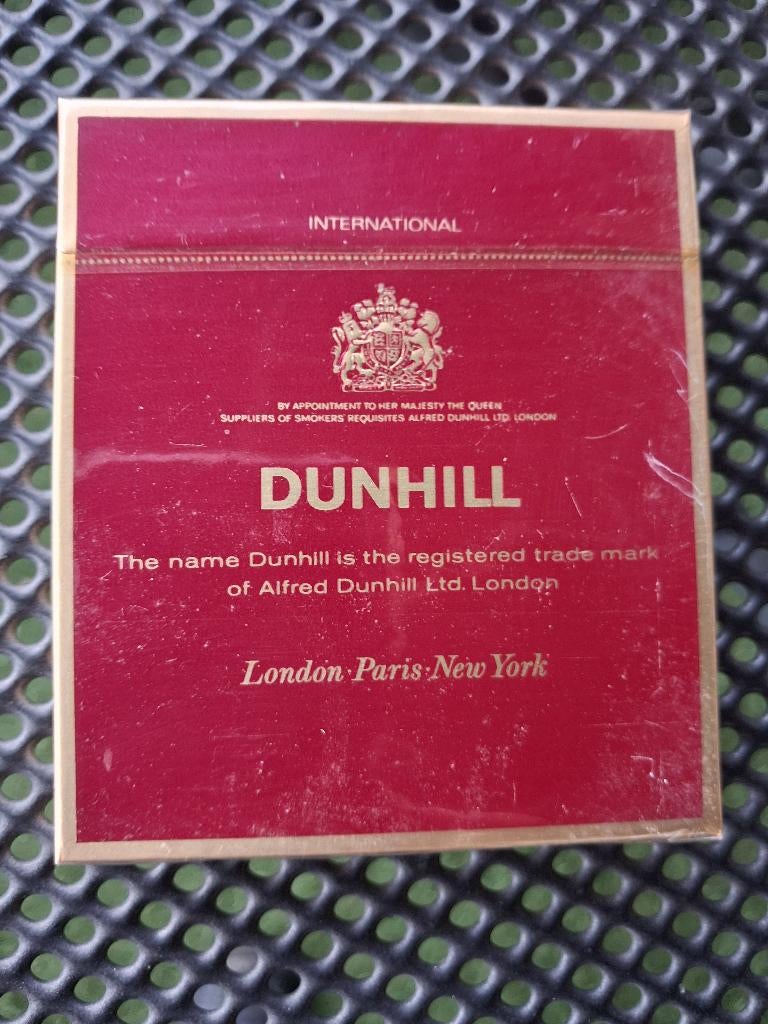 INTERNATIONAL
BY APPOINTMENT TO HER MAJESTY THE QUEEN
SUPPLIERS OF SMOKERS' REQUISITES ALFRED DUNHILL LTD. LONDON
DUNHILL
The name Dunhill is the registered trade mark
of Alfred Dunhill Ltd. London
London·Paris·New York